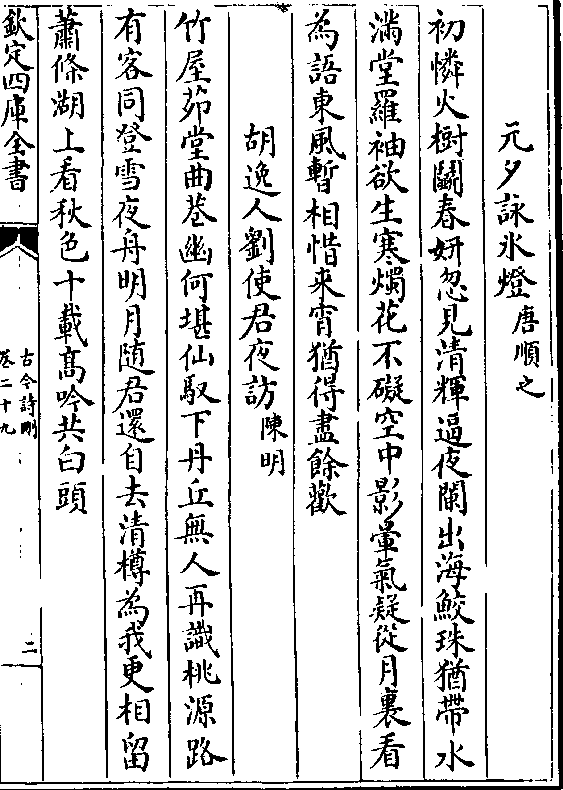 元夕詠氷燈 唐順之
初憐火樹鬬春妍忽見清輝逼夜闌出海鮫珠猶帶水
滿堂羅袖欲生寒燭花不礙空中影暈氣疑從月裏看
為語東風暫相惜来宵猶得盡餘歡
胡逸人劉使君夜訪 陳明
竹屋茆堂曲巷幽何堪仙馭下丹丘無人再識桃源路
有客同登雪夜舟明月随君還自去清樽為我更相留
蕭條湖上看秋色十載髙吟共白頭
欽定四庫全書
古今詩刪
卷二十九
二